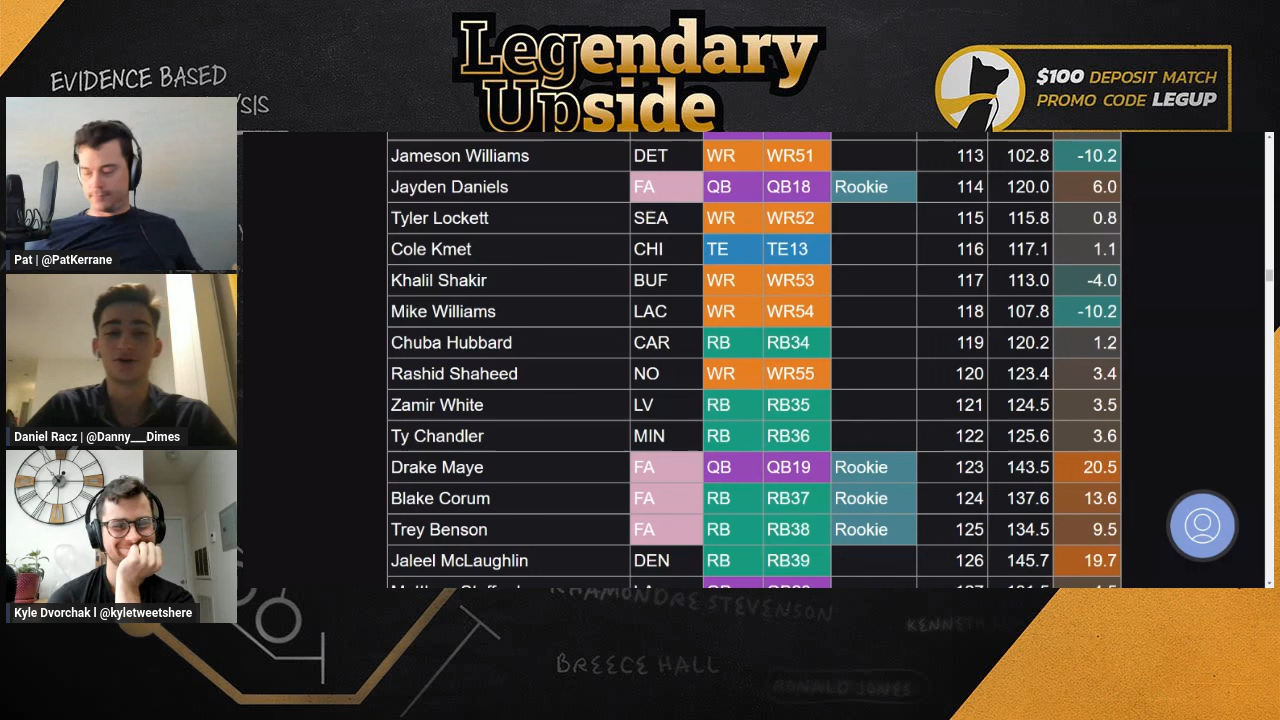 Legendary
Upside
EVIDENCE BASED
$100 DEPOSIT MATCH
PROMO CODE LEGUP
Pat | @PatKerrane
Daniel Racz | @Danny___Dimes
Kyle Dvorchak l @kyletweetshere
Jameson Williams DET WR WR51 113 102.8 -10.2
Jayden Daniels FA QB QB18 Rookie 114 120.0 6.0
Tyler Lockett SEA WR WR52 115 115.8 0.8
Cole Kmet CHI TE TE13 116 117.1 1.1
Khalil Shakir BUF WR WR53 117 113.0 -4.0
Mike Williams LAC WR WR54 118 107.8 -10.2
Chuba Hubbard CAR RB RB34 119 120.2 1.2
Rashid Shaheed NO WR WR55 120 123.4 3.4
Zamir White LV RB RB35 121 124.5 3.5
Ty Chandler MIN RB RB36 122 125.6 3.6
Drake Maye FA QB QB19 Rookie 123 143.5 20.5
Blake Corum FA RB RB37 Rookie 124 137.6 13.6
Trey Benson FA RB RB38 Rookie 125 134.5 9.5
Jaleel McLaughlin DEN RB RB39 126 145.7 19.7
RHAMONDRE STEVENSON
KENNETH
BREECE HALL
RONALD JONES